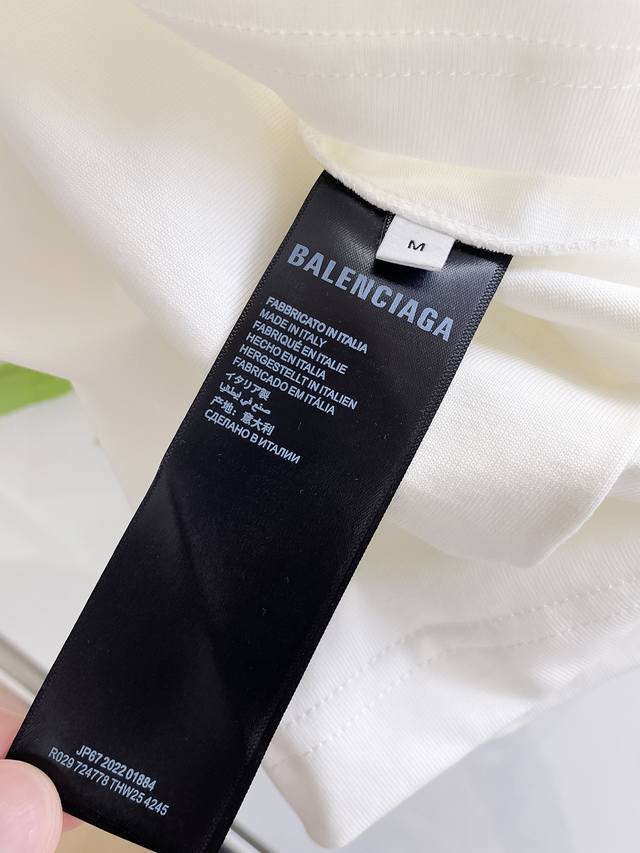 M
BALENCIAGA
FABBRICATO IN ITALIA
MADE IN ITALY
FABRIQUÉ EN ITALIE
HECHO EN ITALIA
HERGESTELLT IN ITALIEN
FABRICADO EM ITÁLIA
イタリア製
صنع في إيطاليا
产地：意大利
СДЕЛАНО В ИТАЛИИ
JP67 2022 01884
R029 724778 THW25 4245